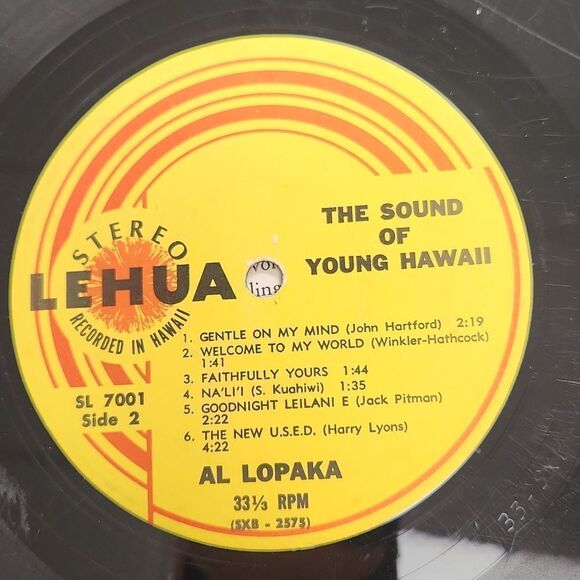 THE SOUND
OF
YOUNG HAWAII
STEREO
LEHUA
RECORDED IN HAWAII
SL 7001
Side 2
1. GENTLE ON MY MIND (John Hartford) 2:19
2. WELCOME TO MY WORLD (Winkler-Hathcock)
1:41
3. FAITHFULLY YOURS 1:44
4. NA'LI'I (S. Kuahiwi) 1:35
5. GOODNIGHT LEILANI E (Jack Pitman)
2:22
6. THE NEW U.S.E.D. (Harry Lyons)
4:22
AL LOPAKA
33⅓ RPM
(SXB - 2575)